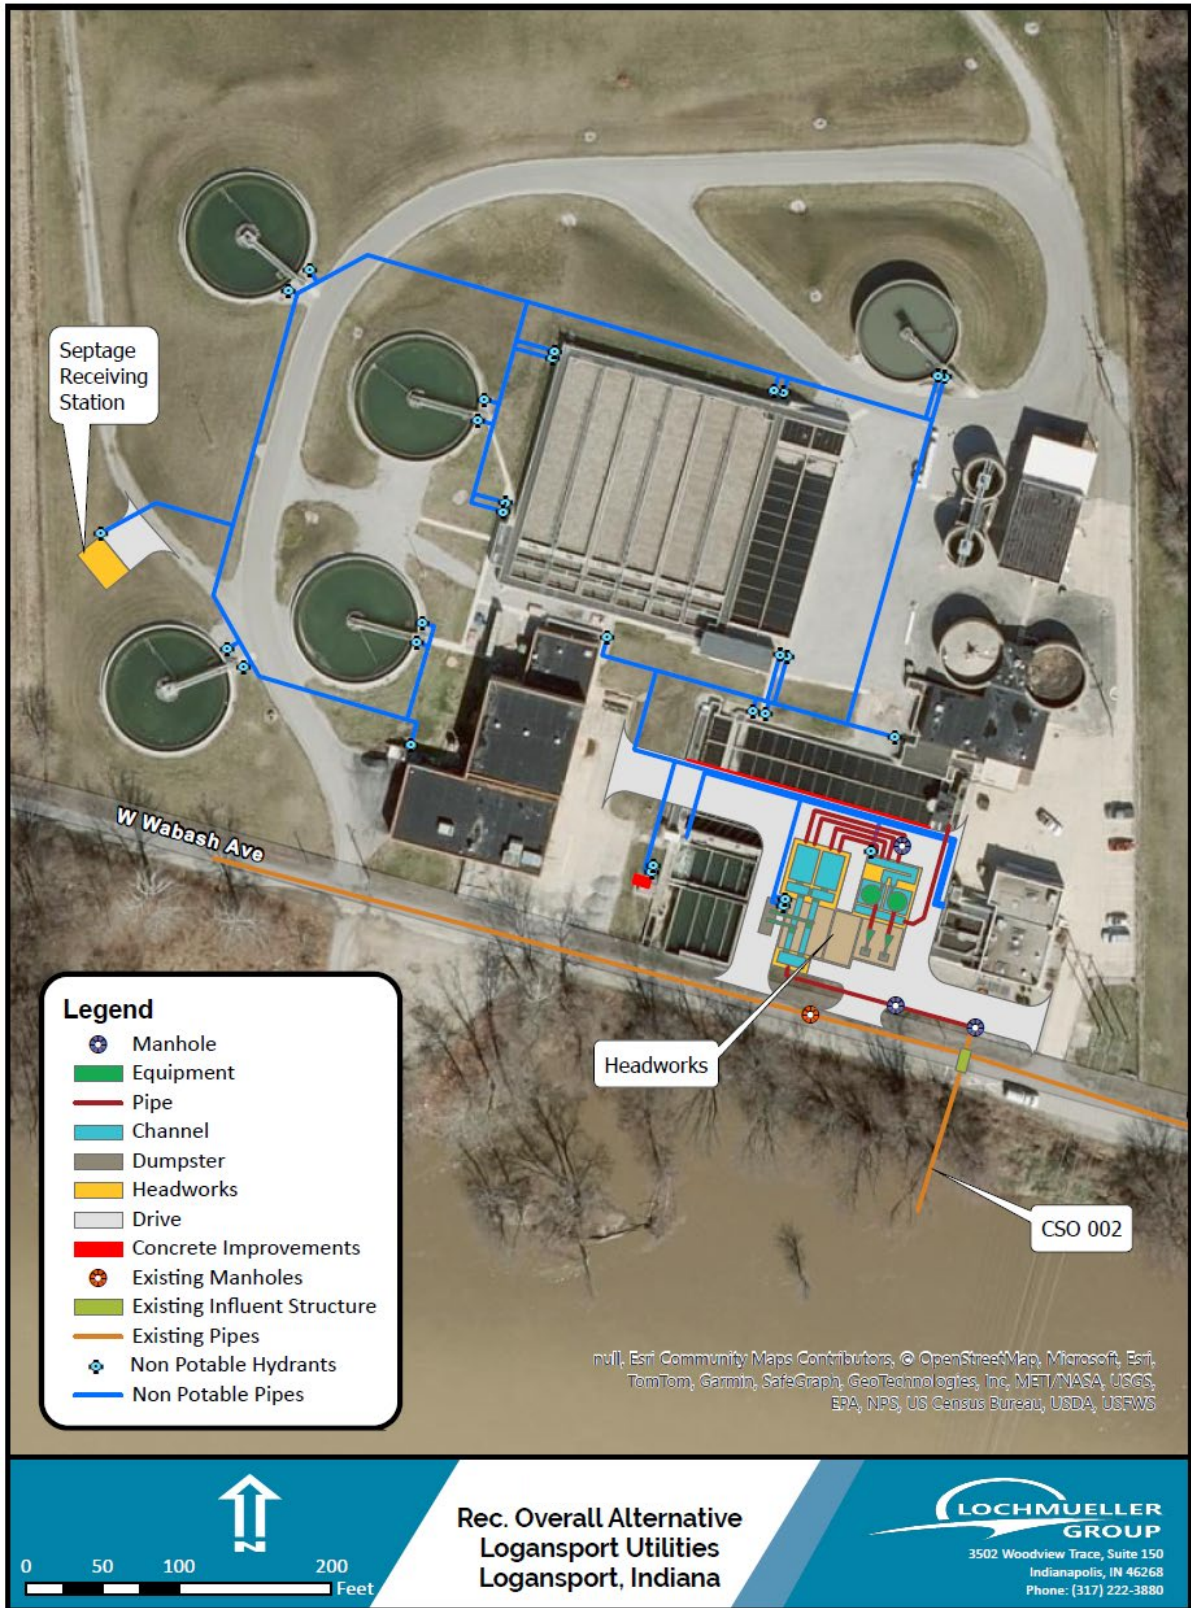 Septage
Receiving
Station
W Wabash Ave
Headworks
CSO 002
Legend
Manhole
Equipment
Pipe
Channel
Dumpster
Headworks
Drive
Concrete Improvements
Existing Manholes
Existing Influent Structure
Existing Pipes
Non Potable Hydrants
Non Potable Pipes
null, Esri Community Maps Contributors, © OpenStreetMap, Microsoft, Esri,
TomTom, Garmin, SafeGraph, GeoTechnologies, Inc, METI/NASA, USGS,
EPA, NPS, US Census Bureau, USDA, USFWS
N
0 50 100 200
Feet
Rec. Overall Alternative
Logansport Utilities
Logansport, Indiana
LOCHMUELLER
GROUP
3502 Woodview Trace, Suite 150
Indianapolis, IN 46268
Phone: (317) 222-3880